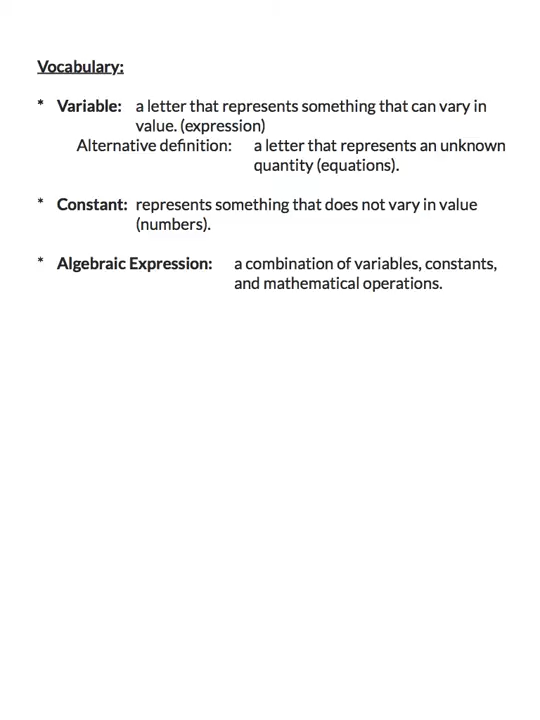 Vocabulary:
* Variable: a letter that represents something that can vary in
value. (expression)
Alternative definition: a letter that represents an unknown
quantity (equations).
* Constant: represents something that does not vary in value
(numbers).
* Algebraic Expression: a combination of variables, constants,
and mathematical operations.